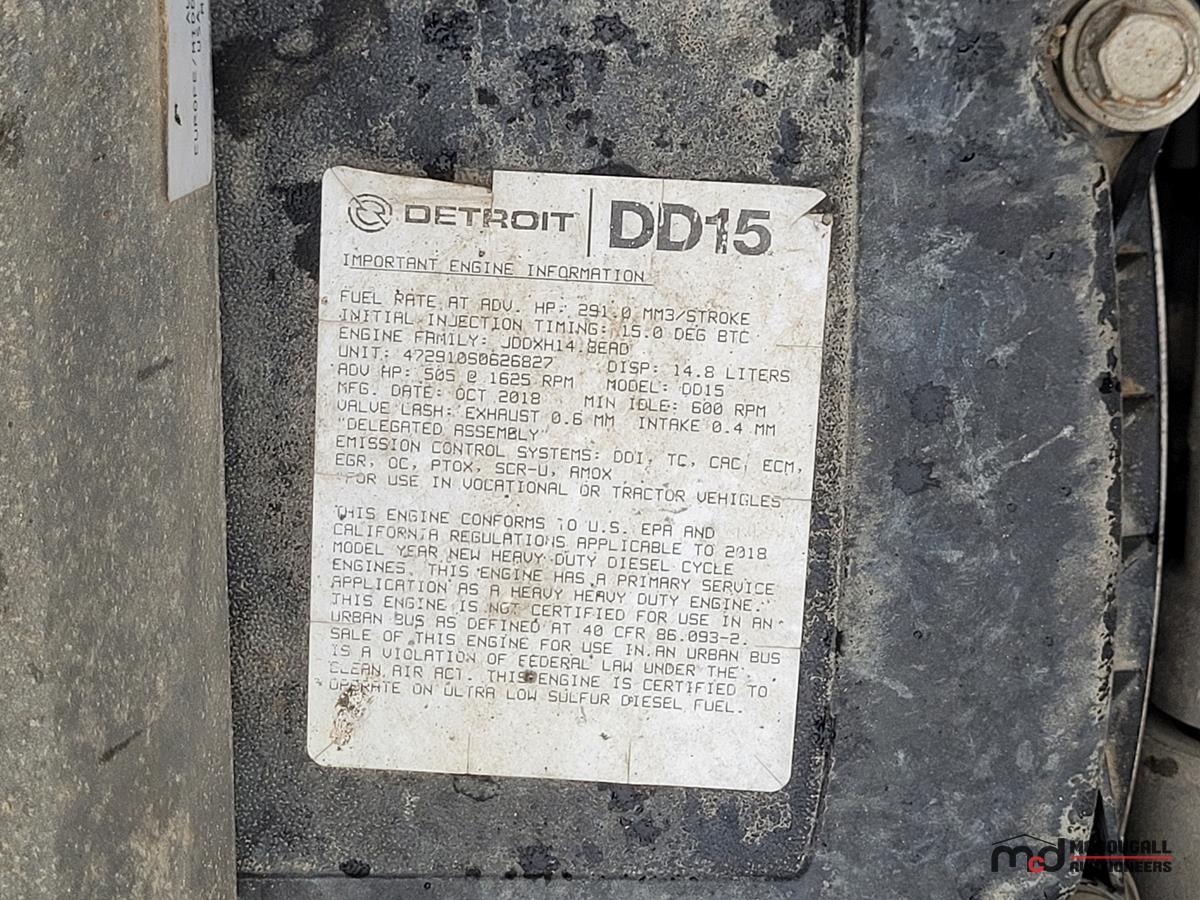 DETROIT DD15
IMPORTANT ENGINE INFORMATION
FUEL RATE AT ADV. HP: 291.0 MM3/STROKE
INITIAL INJECTION TIMING: 15.0 DEG BTC
ENGINE FAMILY: JDDXH14.8EAD
UNIT: 472910S0626827 DISP: 14.8 LITERS
ADV HP: 505 @ 1625 RPM MODEL: DD15
MFG. DATE: OCT 2018 MIN IDLE: 600 RPM
VALVE LASH: EXHAUST 0.6 MM INTAKE 0.4 MM
"DELEGATED ASSEMBLY"
EMISSION CONTROL SYSTEMS: DDI, TC, CAC, ECM,
EGR, OC, PTOX, SCR-U, AMOX
FOR USE IN VOCATIONAL OR TRACTOR VEHICLES
THIS ENGINE CONFORMS TO U.S. EPA AND
CALIFORNIA REGULATIONS APPLICABLE TO 2018
MODEL YEAR NEW HEAVY DUTY DIESEL CYCLE
ENGINES. THIS ENGINE HAS A PRIMARY SERVICE
APPLICATION AS A HEAVY HEAVY DUTY ENGINE.
THIS ENGINE IS NOT CERTIFIED FOR USE IN AN
URBAN BUS AS DEFINED AT 40 CFR 86.093-2.
SALE OF THIS ENGINE FOR USE IN AN URBAN BUS
IS A VIOLATION OF FEDERAL LAW UNDER THE
CLEAN AIR ACT. THIS ENGINE IS CERTIFIED TO
OPERATE ON ULTRA LOW SULFUR DIESEL FUEL.
mcd McDOUGALL
AUCTIONEERS